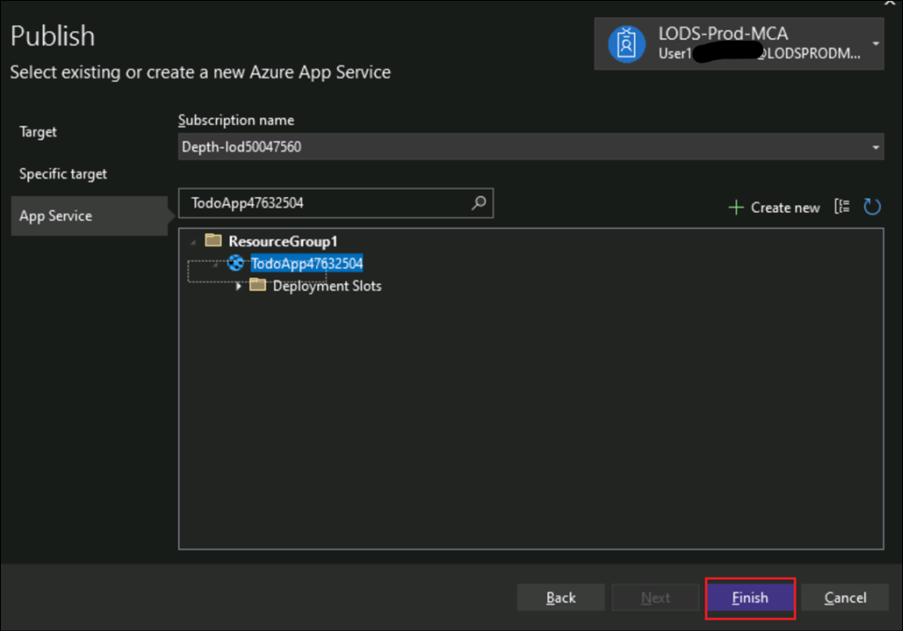 Publish
Select existing or create a new Azure App Service
LODS-Prod-MCA
User1 @LODSPRODM...
Target
Specific target
App Service
Subscription name
Depth-lod50047560
TodoApp47632504
Create new
ResourceGroup1
TodoApp47632504
Deployment Slots
Back
Next
Finish
Cancel